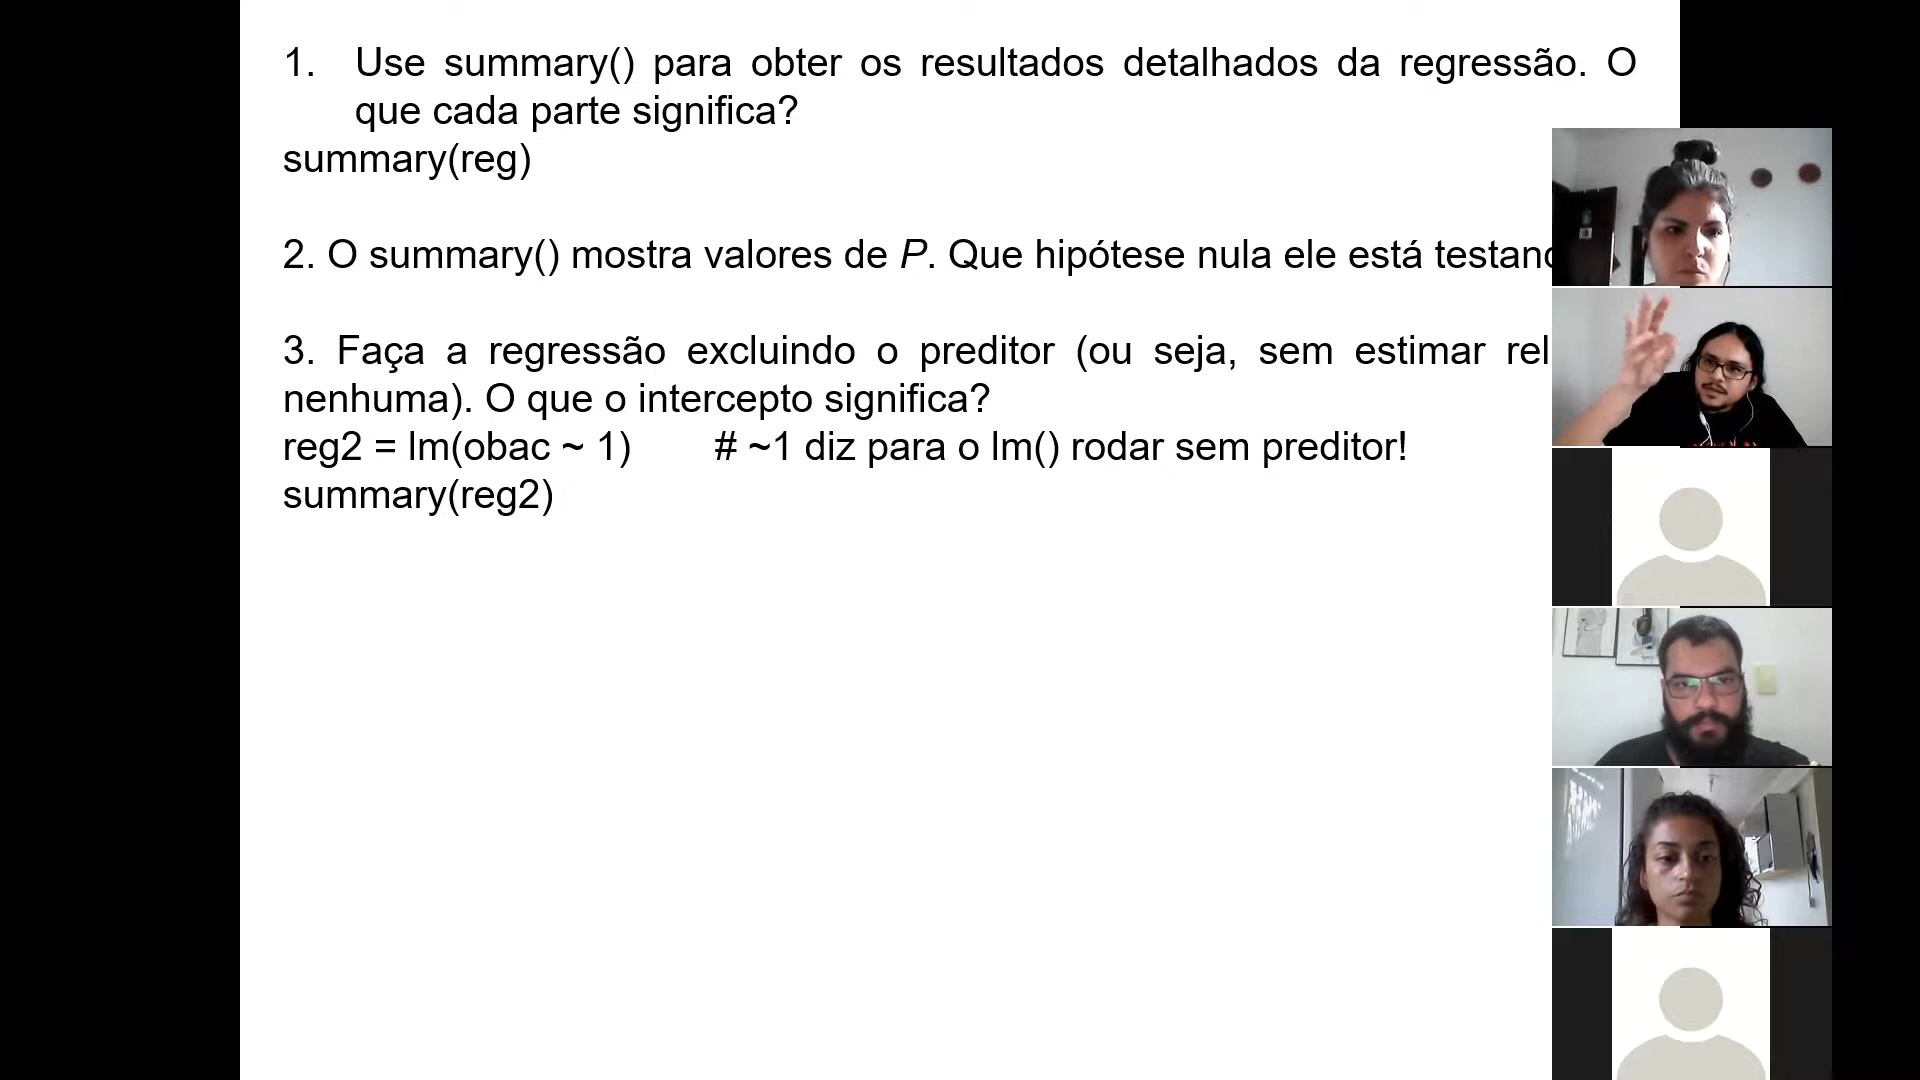 1. Use summary() para obter os resultados detalhados da regressão. O
que cada parte significa?
summary(reg)
2. O summary() mostra valores de P. Que hipótese nula ele está
3. Faça a regressão excluindo o preditor (ou seja, sem estimar
nenhuma). O que o intercepto significa?
reg2 = lm(obac ~ 1) # ~1 diz para o lm() rodar sem preditor!
summary(reg2)